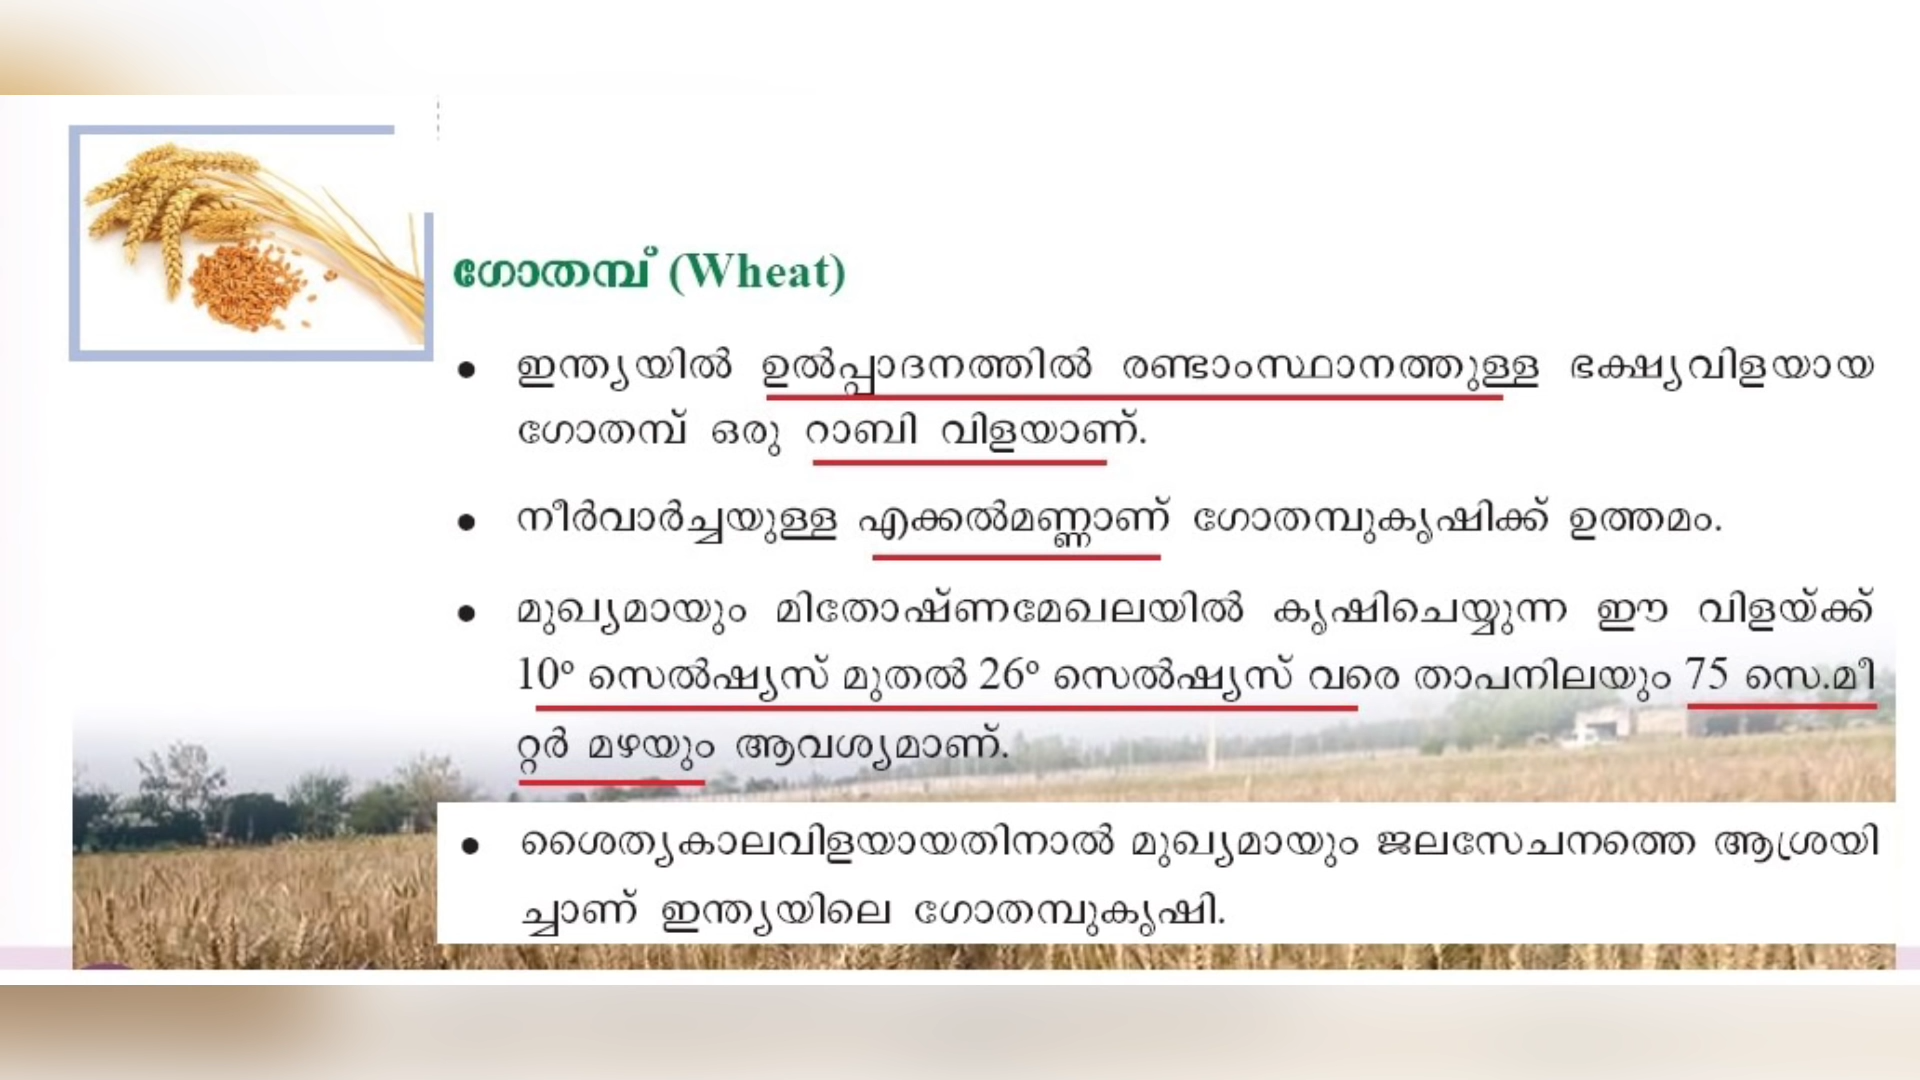 ഗോതമ്പ് (Wheat)
• ഇന്ത്യയിൽ ഉൽപ്പാദനത്തിൽ രണ്ടാംസ്ഥാനത്തുള്ള ഭക്ഷ്യവിളയായ
ഗോതമ്പ് ഒരു റാബി വിളയാണ്.
• നീർവാർച്ചയുള്ള എക്കൽമണ്ണാണ് ഗോതമ്പുകൃഷിക്ക് ഉത്തമം.
• മുഖ്യമായും മിതോഷ്ണമേഖലയിൽ കൃഷിചെയ്യുന്ന ഈ വിളയ്ക്ക്
10° സെൽഷ്യസ് മുതൽ 26° സെൽഷ്യസ് വരെ താപനിലയും 75 സെ.മീ
റ്റർ മഴയും ആവശ്യമാണ്.
• ശൈത്യകാലവിളയായതിനാൽ മുഖ്യമായും ജലസേചനത്തെ ആശ്രയി
ച്ചാണ് ഇന്ത്യയിലെ ഗോതമ്പുകൃഷി.